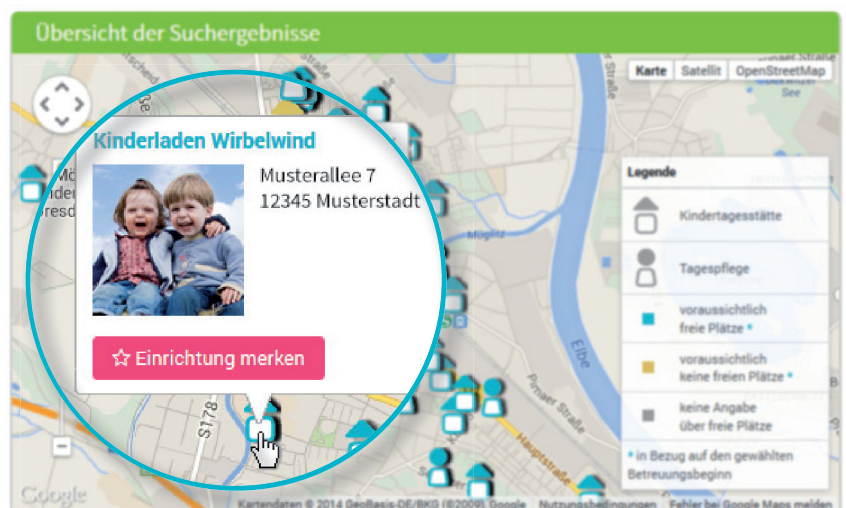 Übersicht der Suchergebnisse
Karte Satellit OpenStreetMap
See
Kinderladen Wirbelwind
Musterallee 7
12345 Musterstadt
Einrichtung merken
Legende
Kindertagesstätte
Tagespflege
voraussichtlich
freie Plätze *
voraussichtlich
keine freien Plätze *
keine Angabe
über freie Plätze
* in Bezug auf den gewählten
Betreuungsbeginn
Müglitz
Elbe
Pirnaer Straße
Hauptstraße
S178
Google
Kartendaten © 2014 GeoBasis-DE/BKG (©2009), Google Nutzungsbedingungen Fehler bei Google Maps melden